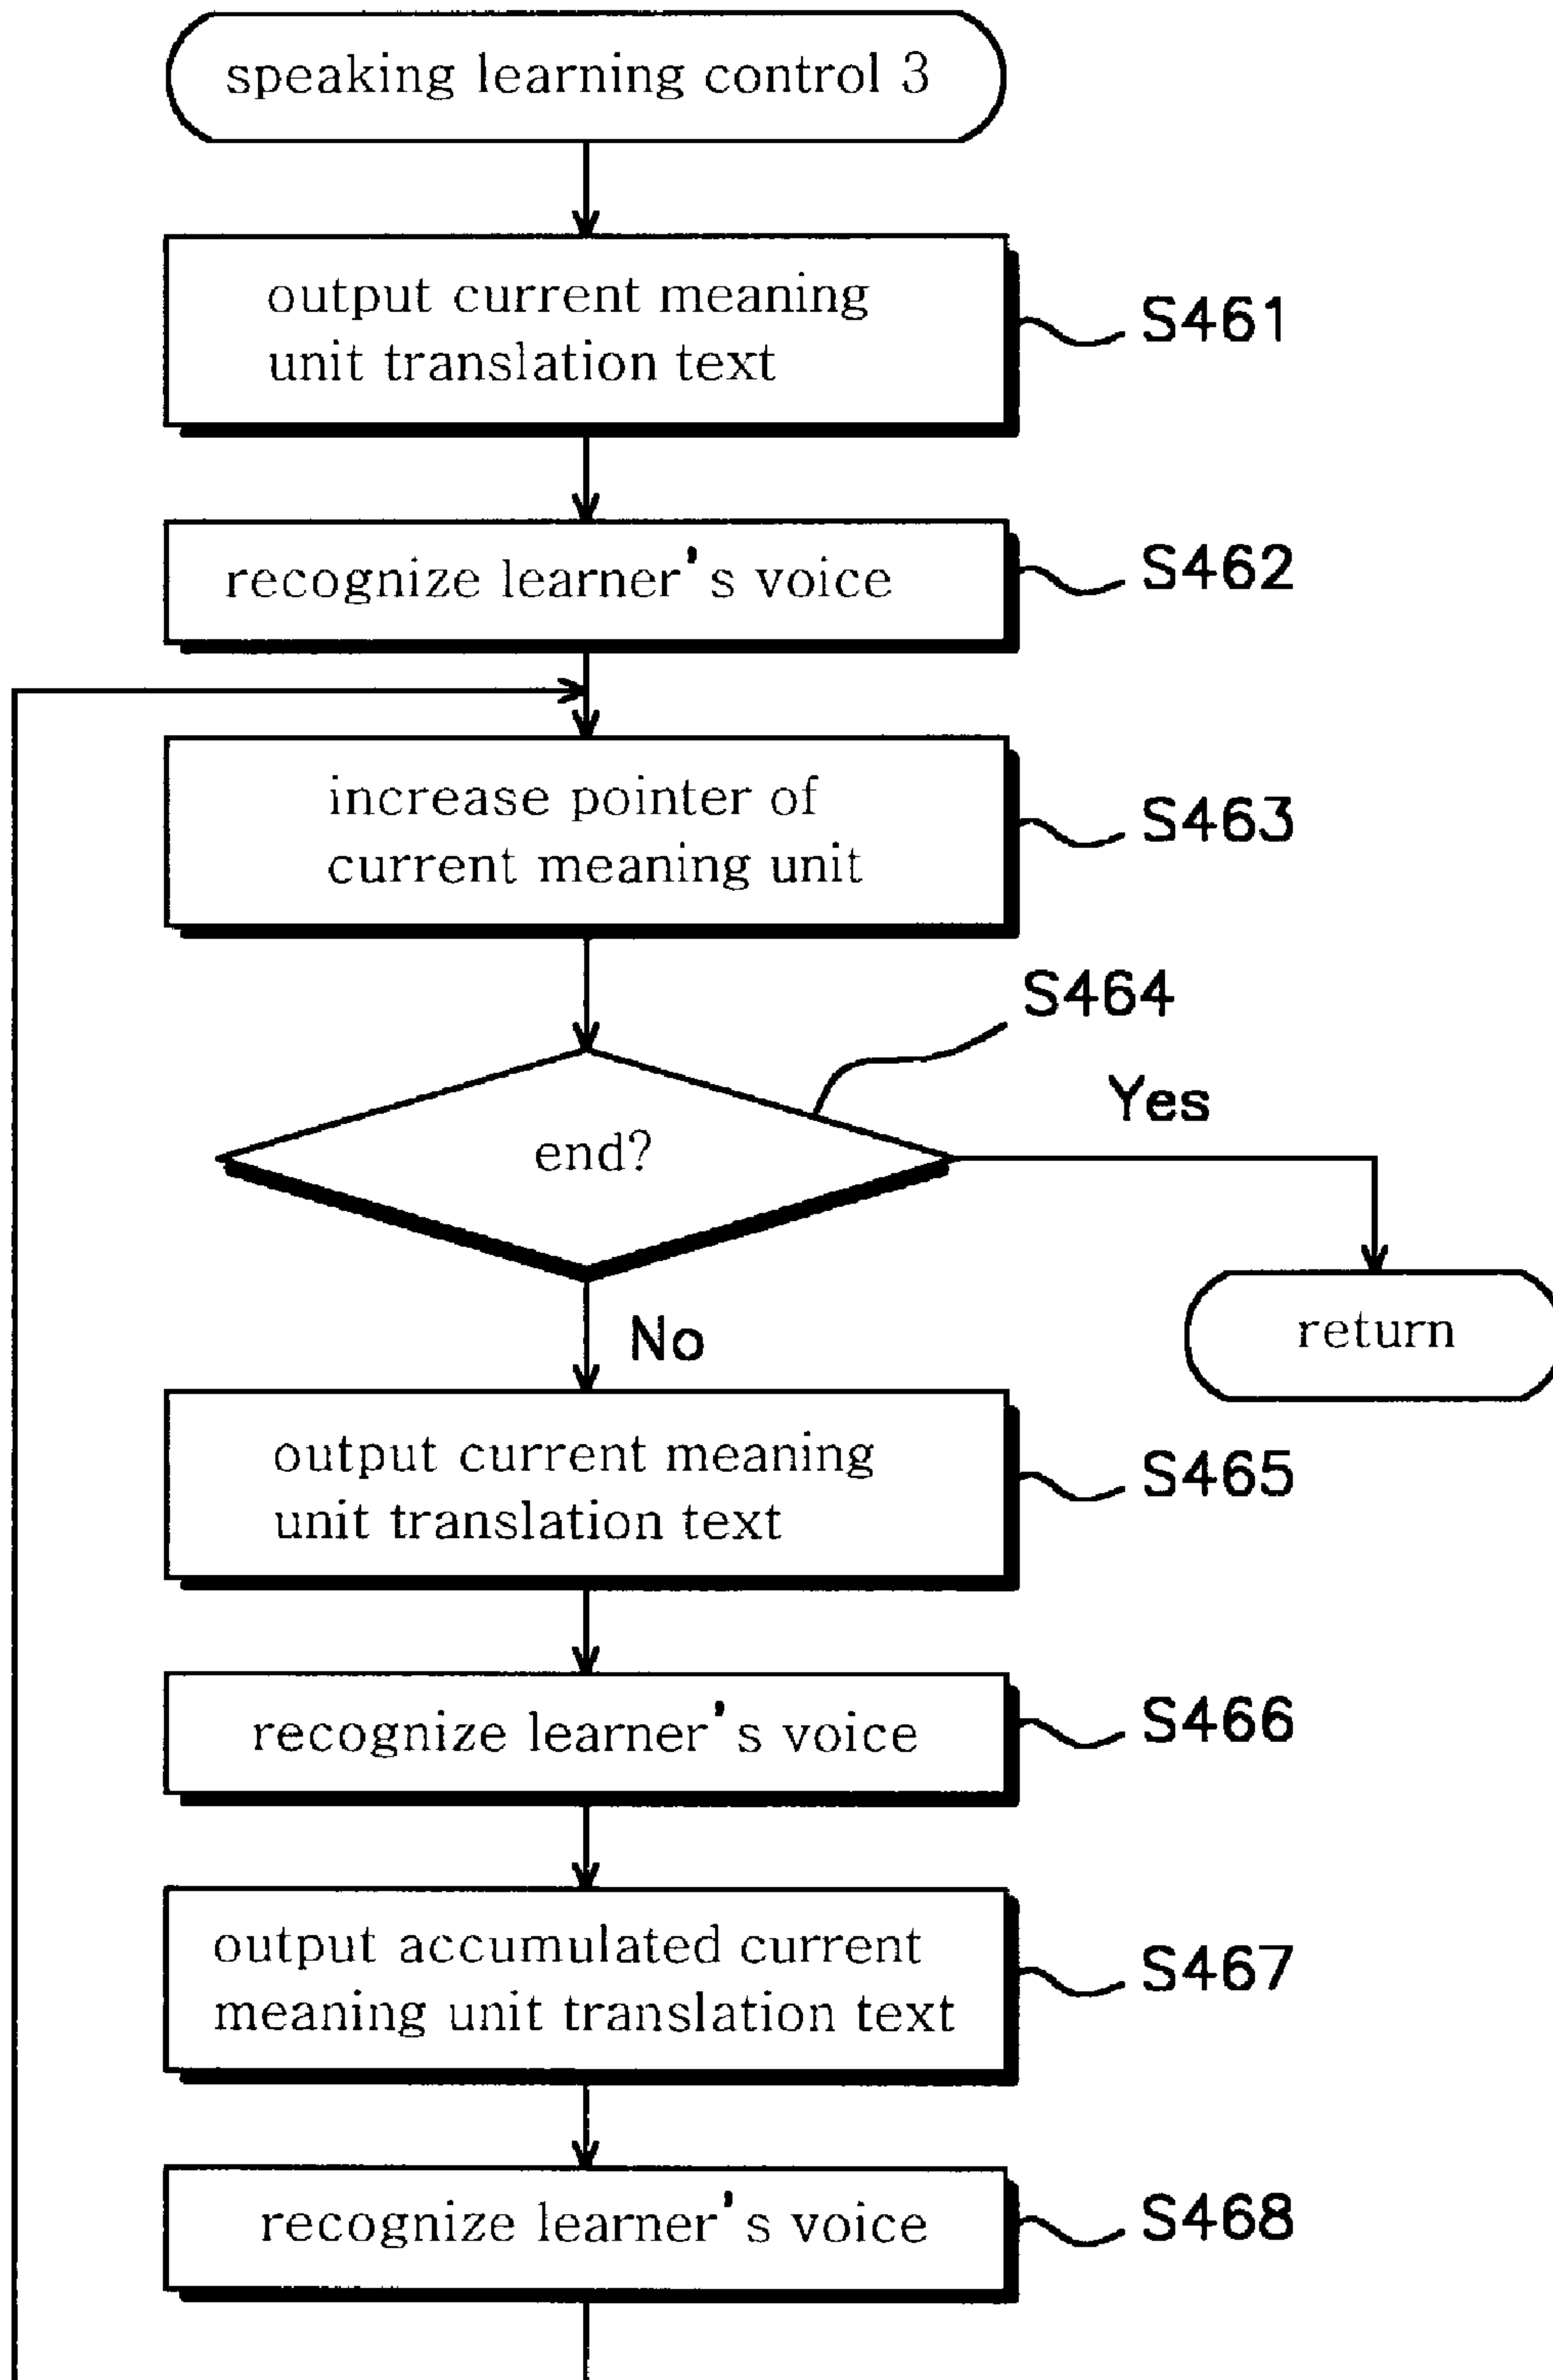 speaking learning control 3
output current meaning
unit translation text
S461
recognize learner's voice
S462
increase pointer of
current meaning unit
S463
S464
end?
Yes
return
No
output current meaning
unit translation text
S465
recognize learner's voice
S466
output accumulated current
meaning unit translation text
S467
recognize learner's voice
S468